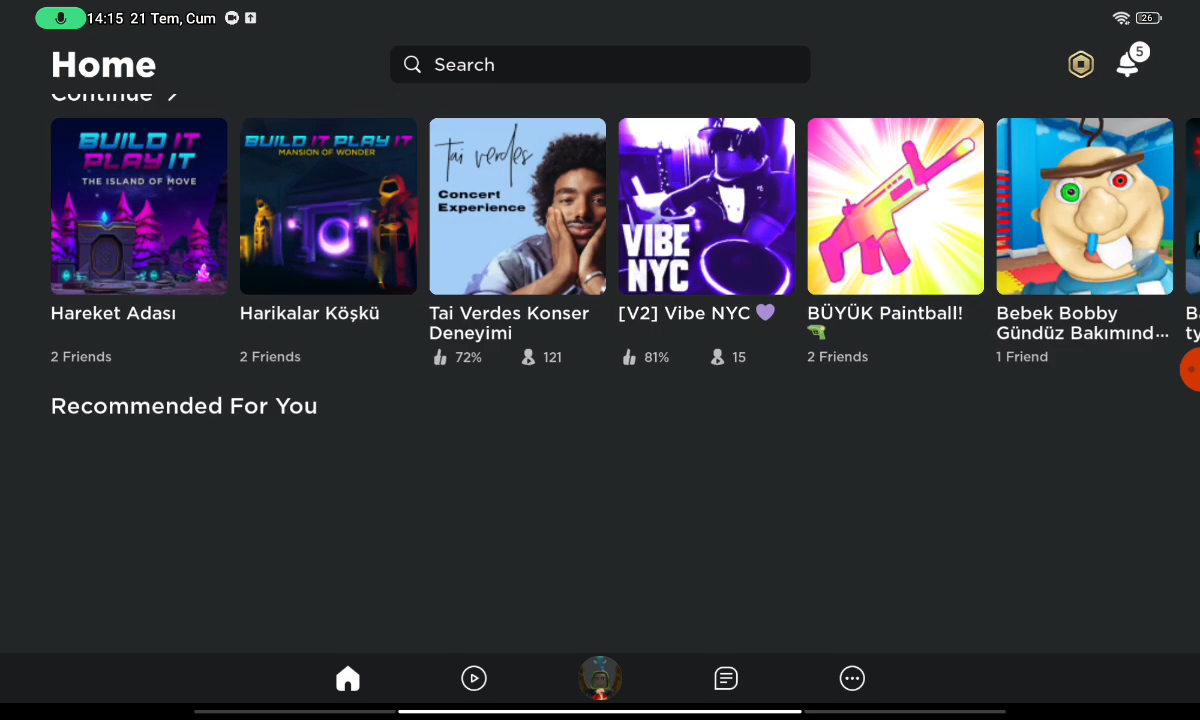 14:15 21 Tem, Cum
26
Home
Search
5
Continue
BUILD IT
PLAY IT
THE ISLAND OF MOVE
BUILD IT PLAY IT
MANSION OF WONDER
Tai Verdes
Concert
Experience
VIBE
NYC
Hareket Adası
2 Friends
Harikalar Köşkü
2 Friends
Tai Verdes Konser
Deneyimi
72% 121
[V2] Vibe NYC 💜
81% 15
BÜYÜK Paintball!
🔫
2 Friends
Bebek Bobby
Gündüz Bakımınd...
1 Friend
Recommended For You